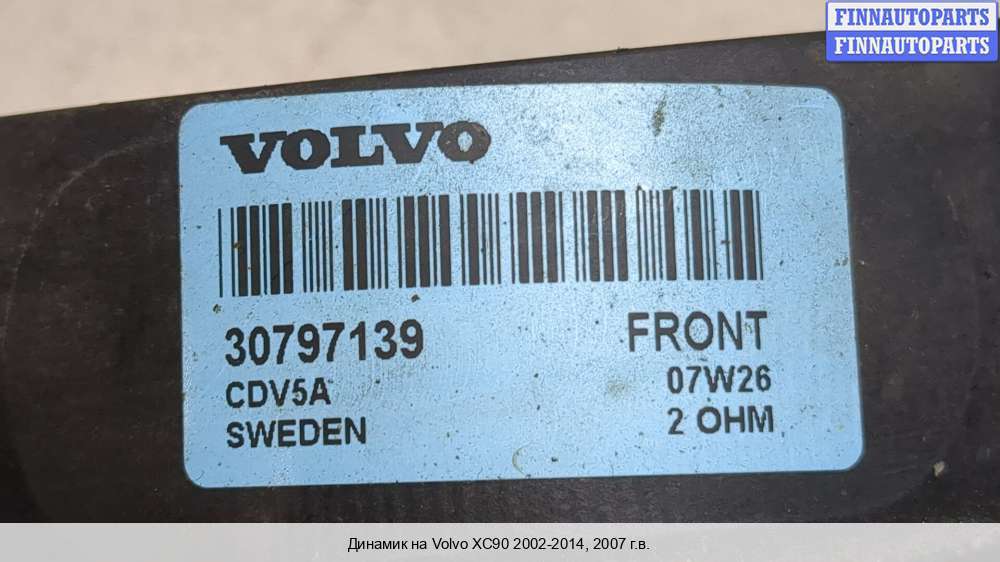 FINNAUTOPARTS
FINNAUTOPARTS
VOLVO
30797139
FRONT
CDV5A
07W26
SWEDEN
2 OHM
Динамик на Volvo XC90 2002-2014, 2007 г.в.